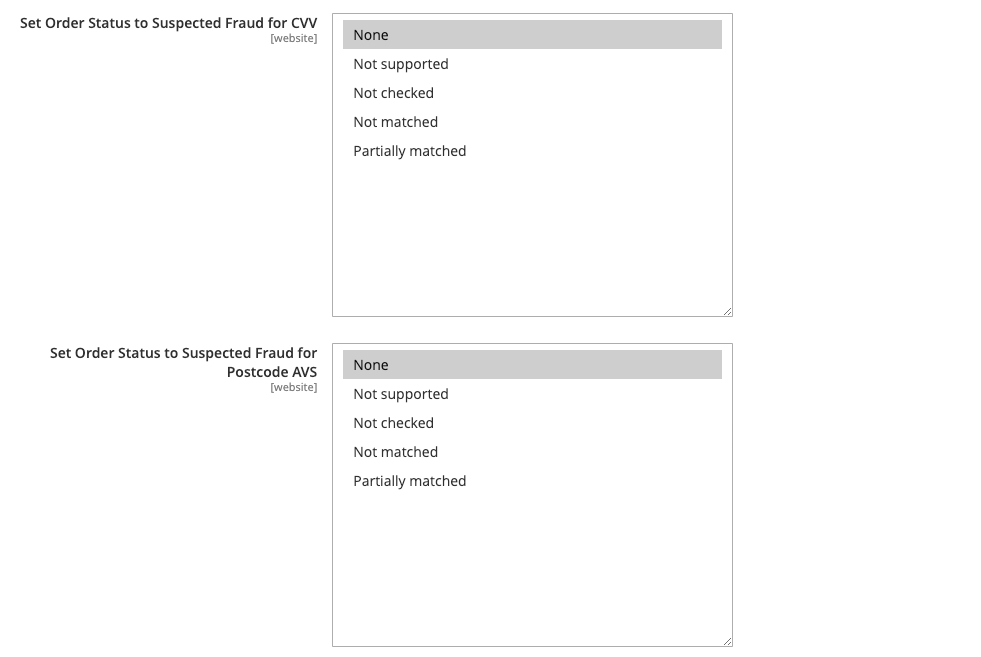 Set Order Status to Suspected Fraud for CVV
[website]
None
Not supported
Not checked
Not matched
Partially matched
Set Order Status to Suspected Fraud for
Postcode AVS
[website]
None
Not supported
Not checked
Not matched
Partially matched